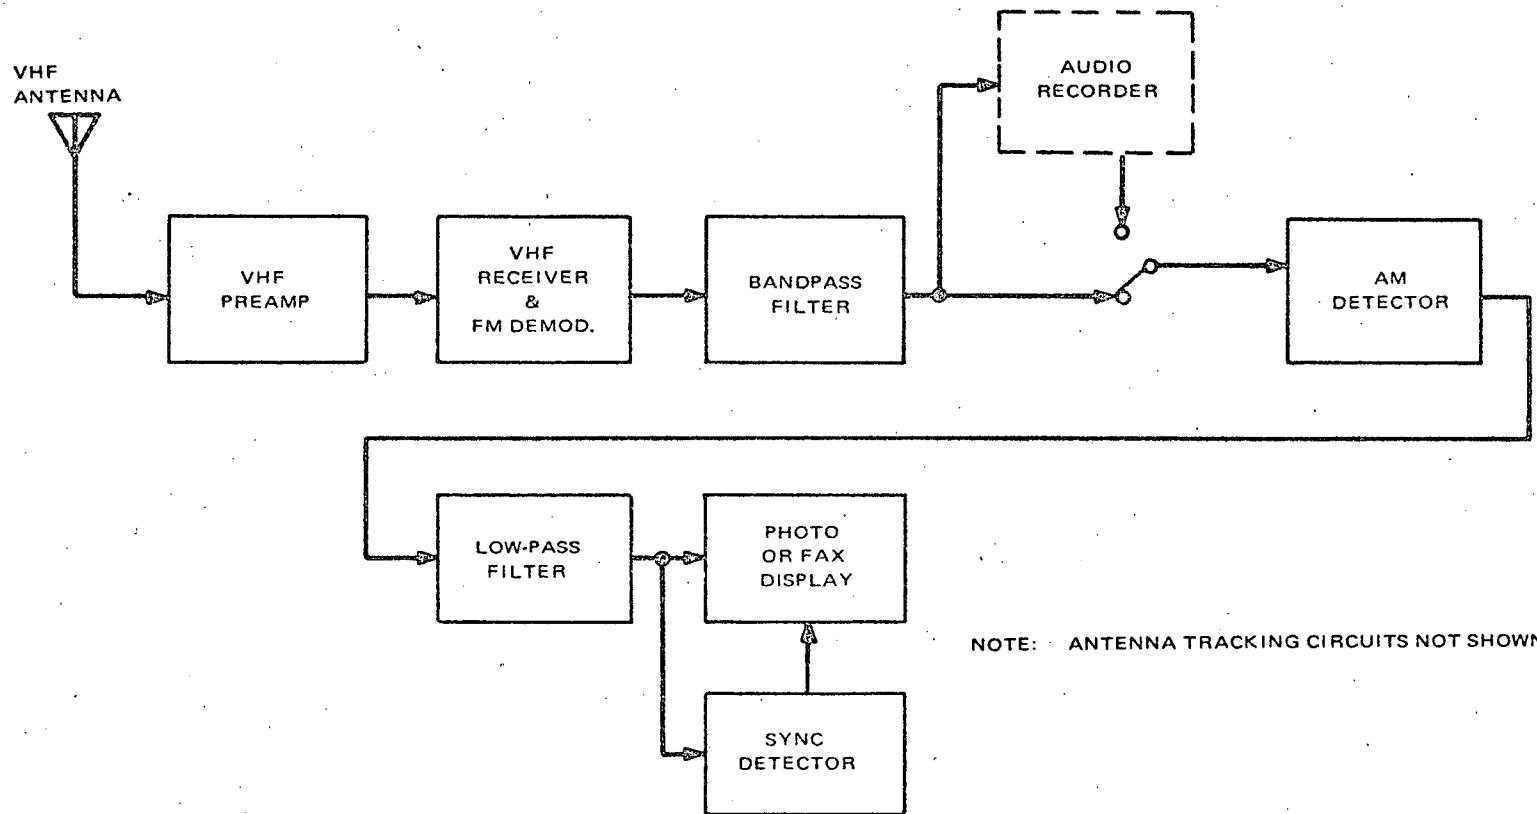 VHF
ANTENNA
AUDIO
RECORDER
VHF
PREAMP
VHF
RECEIVER
&
FM DEMOD.
BANDPASS
FILTER
AM
DETECTOR
LOW-PASS
FILTER
PHOTO
OR FAX
DISPLAY
NOTE: ANTENNA TRACKING CIRCUITS NOT SHOWN
SYNC
DETECTOR